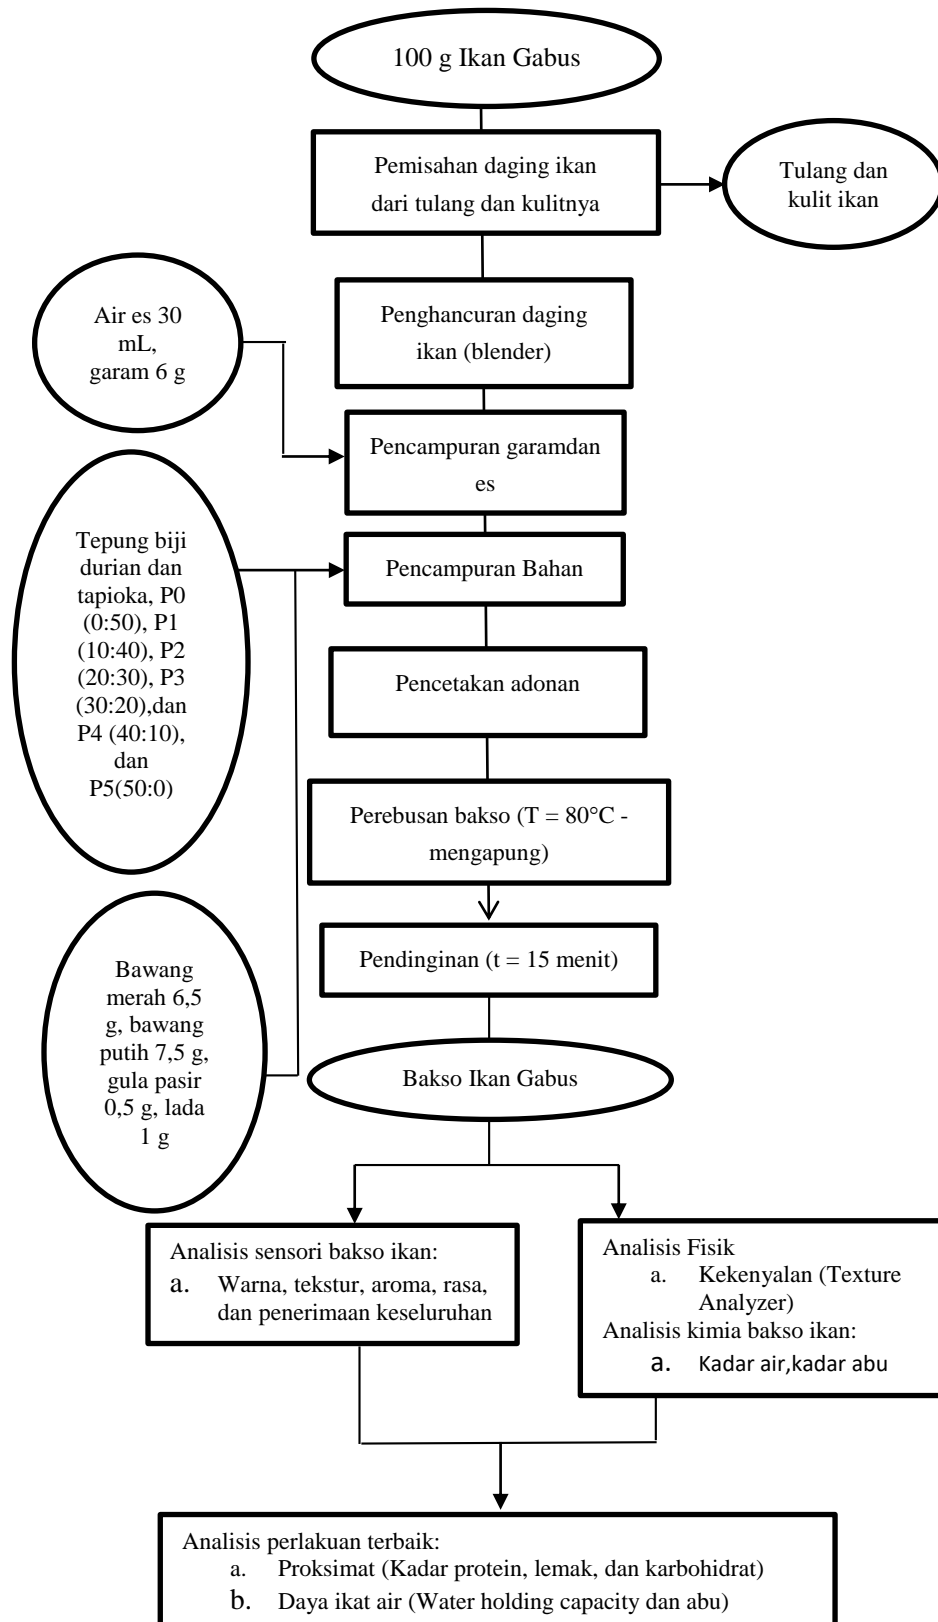 100 g Ikan Gabus
Pemisahan daging ikan
dari tulang dan kulitnya
Tulang dan
kulit ikan
Penghancuran daging
ikan (blender)
Air es 30
mL,
garam 6 g
Pencampuran garamdan
es
Tepung biji
durian dan
tapioka, P0
(0:50), P1
(10:40), P2
(20:30), P3
(30:20),dan
P4 (40:10),
dan
P5(50:0)
Pencampuran Bahan
Pencetakan adonan
Perebusan bakso (T = 80°C -
mengapung)
Pendinginan (t = 15 menit)
Bawang
merah 6,5
g, bawang
putih 7,5 g,
gula pasir
0,5 g, lada
1 g
Bakso Ikan Gabus
Analisis sensori bakso ikan:
a. Warna, tekstur, aroma, rasa,
dan penerimaan keseluruhan
Analisis Fisik
a. Kekenyalan (Texture
Analyzer)
Analisis kimia bakso ikan:
a. Kadar air,kadar abu
Analisis perlakuan terbaik:
a. Proksimat (Kadar protein, lemak, dan karbohidrat)
b. Daya ikat air (Water holding capacity dan abu)